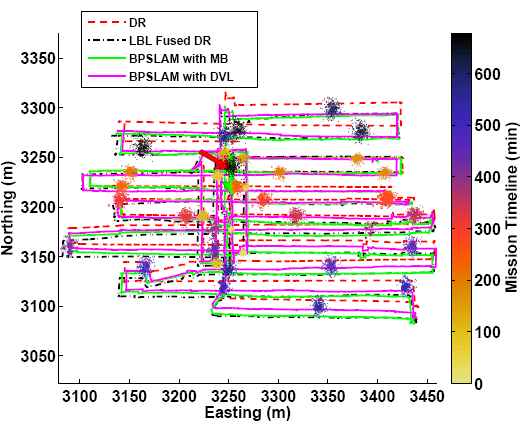 DR
LBL Fused DR
BPSLAM with MB
BPSLAM with DVL
3350
3300
3250
3200
3150
3100
3050
Northing (m)
3100 3150 3200 3250 3300 3350 3400 3450
Easting (m)
600
500
400
300
200
100
0
Mission Timeline (min)